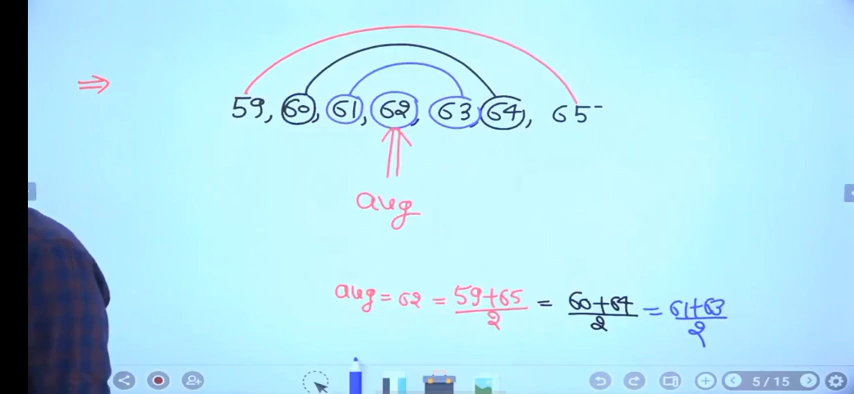 ⇒
59, 60, 61, 62, 63, 64, 65
avg
avg = 62 = 59+65/2 = 60+64/2 = 61+63/2
5 / 15